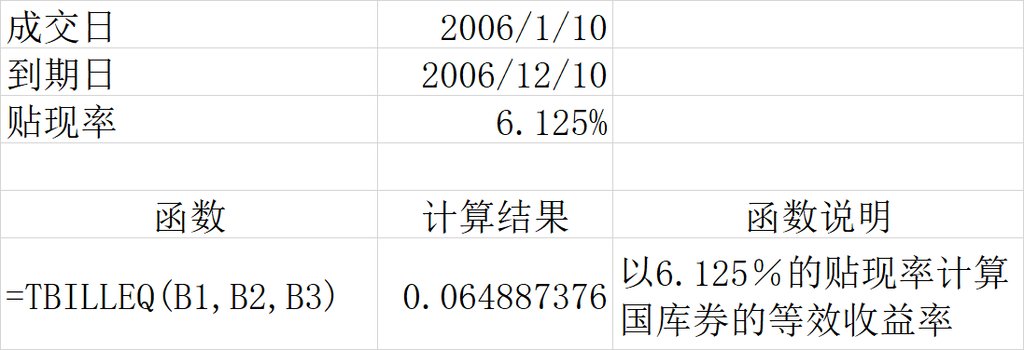 成交日 2006/1/10
到期日 2006/12/10
贴现率 6.125%
函数 计算结果 函数说明
=TBILLEQ(B1,B2,B3) 0.064887376 以6.125%的贴现率计算
国库券的等效收益率